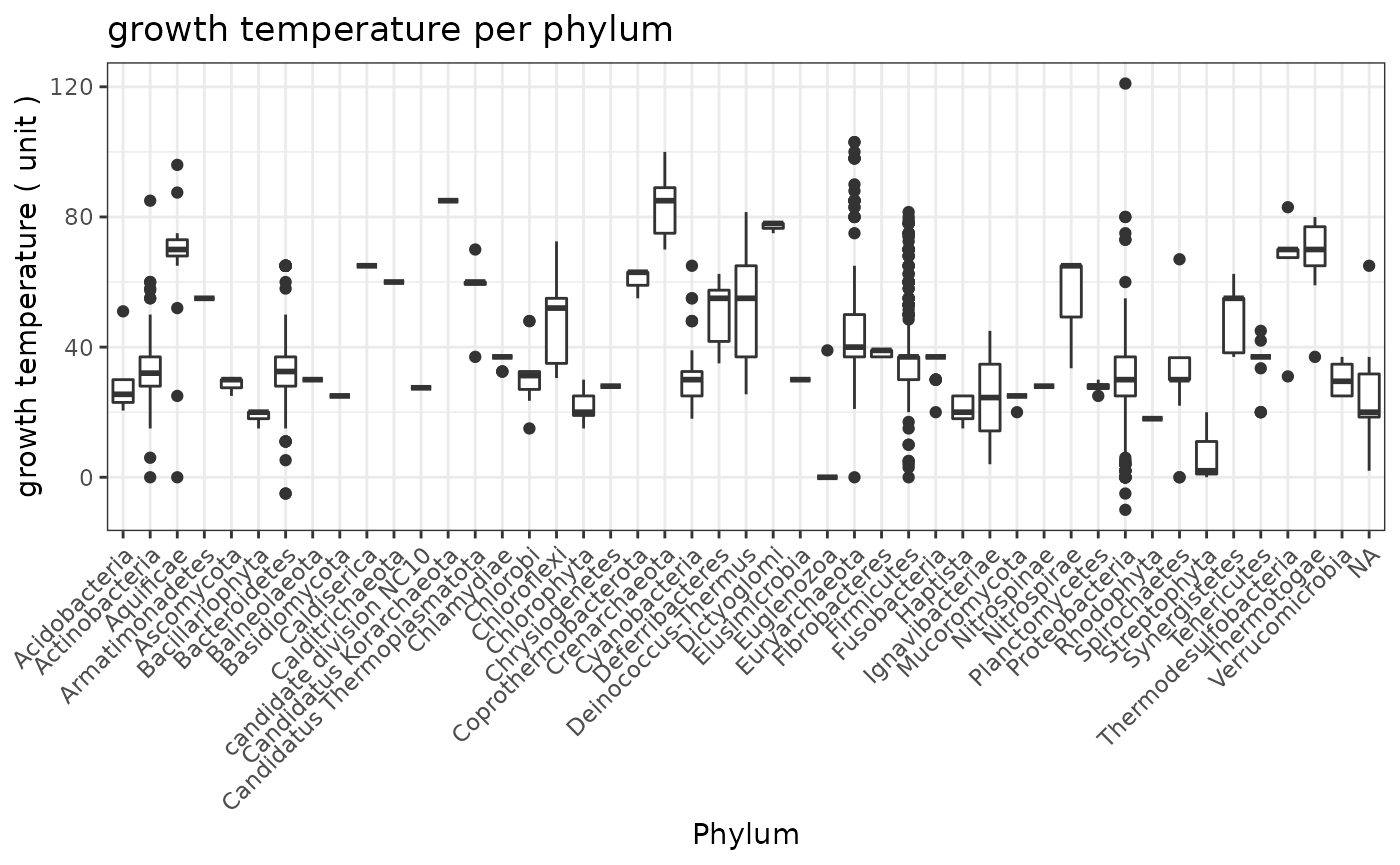 growth temperature per phylum
growth temperature ( unit )
120
80
40
0
Acidobacteria
Actinobacteria
Aquificae
Armatimonadetes
Ascomycota
Bacillariophyta
Bacteroidetes
Balneolaeota
Basidiomycota
Caldiserica
Calditrichaeota
candidate division NC10
Candidatus Korarchaeota
Candidatus Thermoplasmatota
Chlamydiae
Chlorobi
Chloroflexi
Chlorophyta
Chrysiogenetes
Coprothermobacterota
Crenarchaeota
Cyanobacteria
Deferribacteres
Deinococcus-Thermus
Dictyoglomi
Elusimicrobia
Euglenozoa
Euryarchaeota
Fibrobacteres
Firmicutes
Fusobacteria
Haptista
Ignavibacteriae
Mucoromycota
Nitrospinae
Nitrospirae
Planctomycetes
Proteobacteria
Rhodophyta
Spirochaetes
Streptophyta
Synergistetes
Tenericutes
Thermodesulfobacteria
Thermotogae
Verrucomicrobia
NA
Phylum